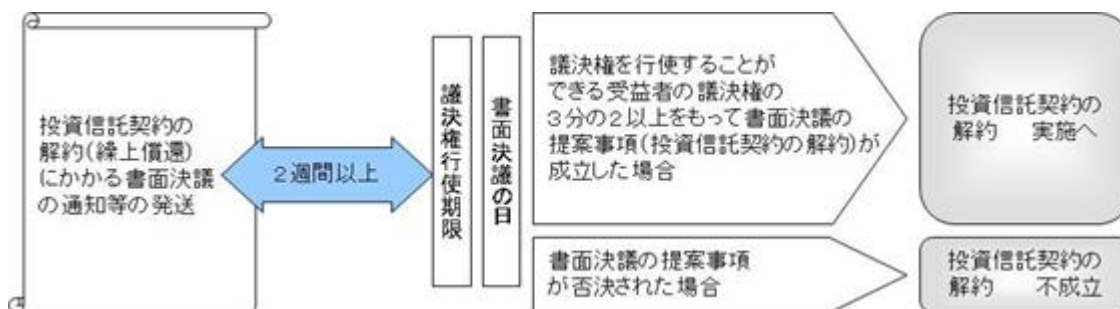 投資信託契約の
解約(繰上償還)
にかかる書面決議
の通知等の発送
2週間以上
議決権行使期限
書面決議の日
議決権を行使することが
できる受益者の議決権の
3分の2以上をもって書面決議の
提案事項(投資信託契約の解約)が
成立した場合
投資信託契約の
解約　実施へ
書面決議の提案事項
が否決された場合
投資信託契約の
解約　不成立